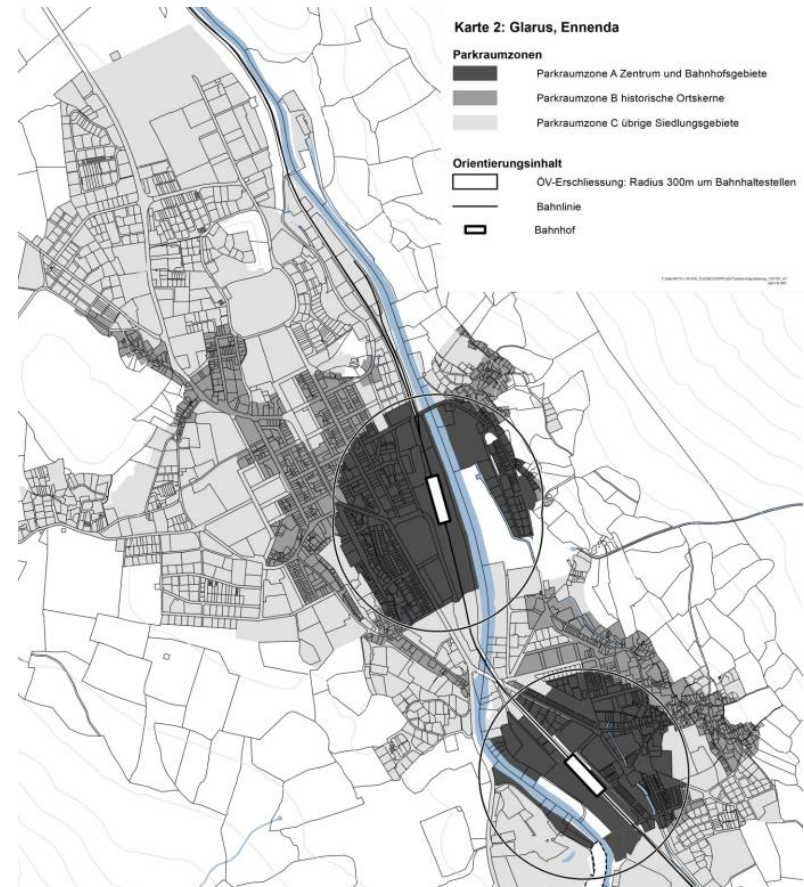 Karte 2: Glarus, Ennenda
Parkraumzonen
Parkraumzone A Zentrum und Bahnhofsgebiete
Parkraumzone B historische Ortskerne
Parkraumzone C übrige Siedlungsgebiete
Orientierungsinhalt
ÖV-Erschliessung: Radius 300m um Bahnhaltestellen
Bahnlinie
Bahnhof